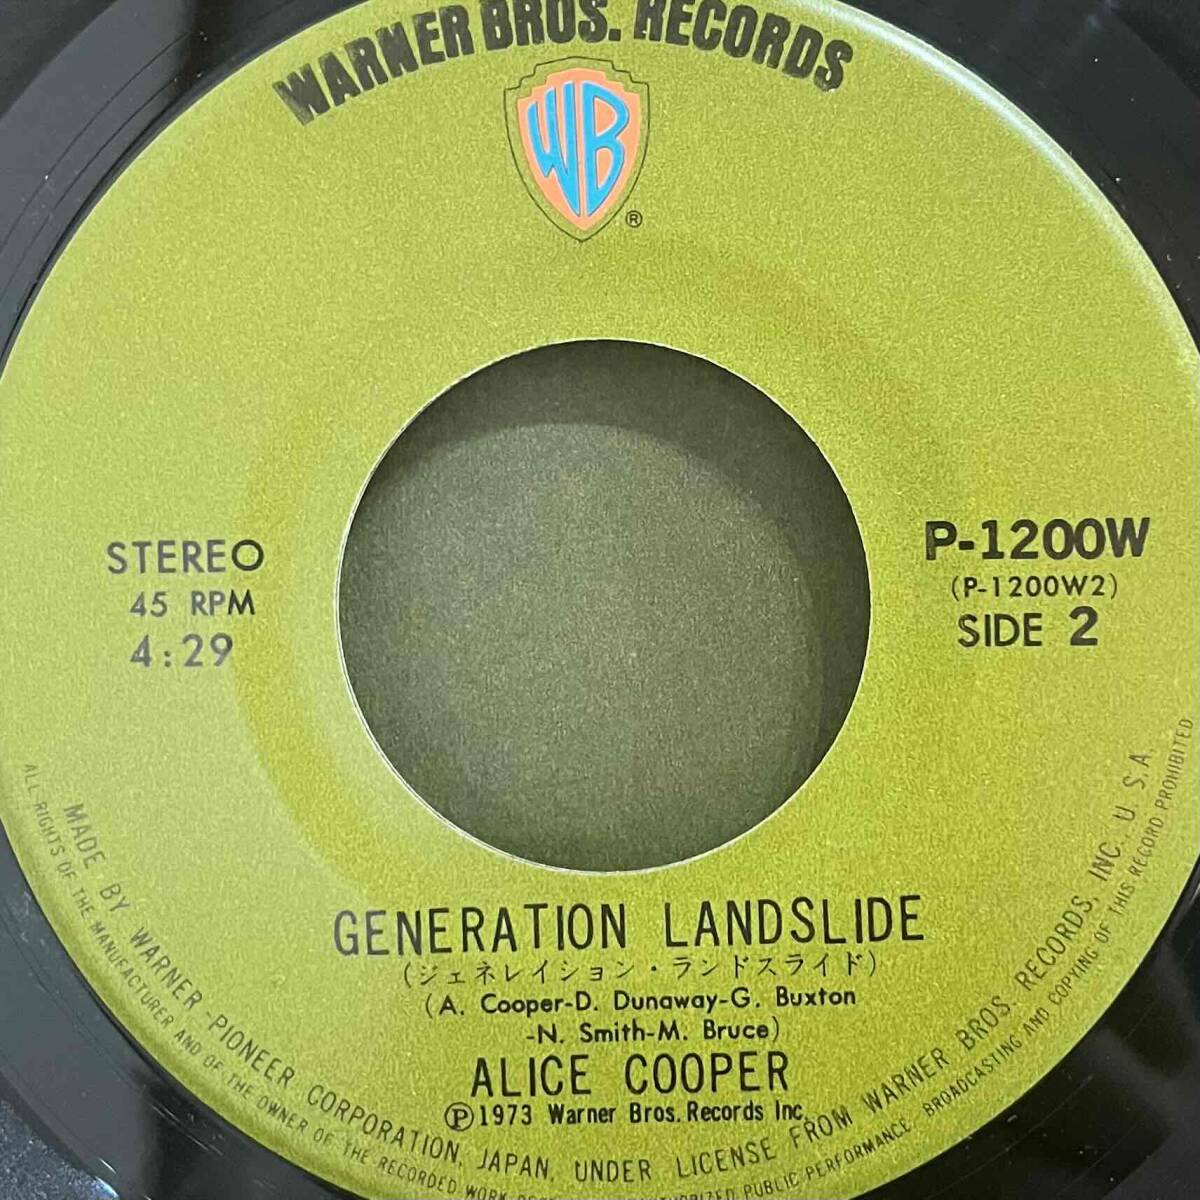 WARNER BROS. RECORDS
WB
®
STEREO
45 RPM
4:29
P-1200W
(P-1200W2)
SIDE 2
GENERATION LANDSLIDE
(ジェネレイション・ランドスライド)
(A. Cooper-D. Dunaway-G. Buxton
-N. Smith-M. Bruce)
ALICE COOPER
Ⓟ1973 Warner Bros. Records Inc.
MADE BY WARNER-PIONEER CORPORATION, JAPAN, UNDER LICENSE FROM WARNER BROS. RECORDS, INC. U.S.A.
ALL RIGHTS OF THE MANUFACTURER AND OF THE OWNER OF THE RECORDED WORK PUBLIC PERFORMANCE, BROADCASTING AND COPYING OF THIS RECORD PROHIBITED